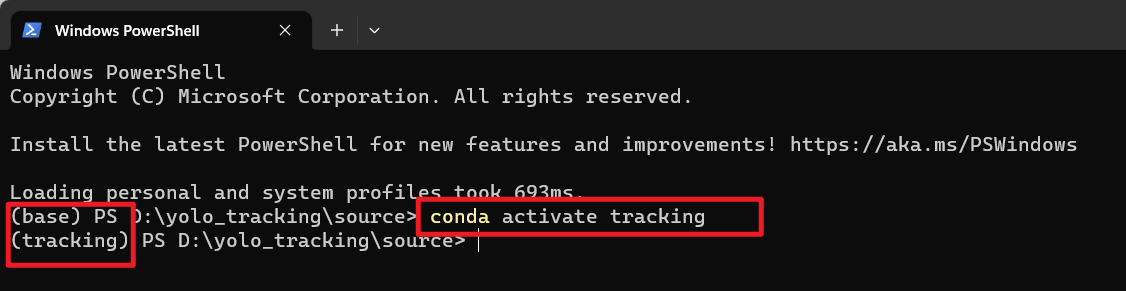 Windows PowerShell
Windows PowerShell
Copyright (C) Microsoft Corporation. All rights reserved.
Install the latest PowerShell for new features and improvements! https://aka.ms/PSWindows
Loading personal and system profiles took 693ms.
(base) PS D:\yolo_tracking\source> conda activate tracking
(tracking) PS D:\yolo_tracking\source>